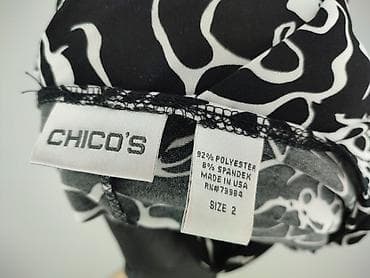 CHICO'S
92% POLYESTER
8% SPANDEX
MADE IN USA
RN#79984
SIZE 2